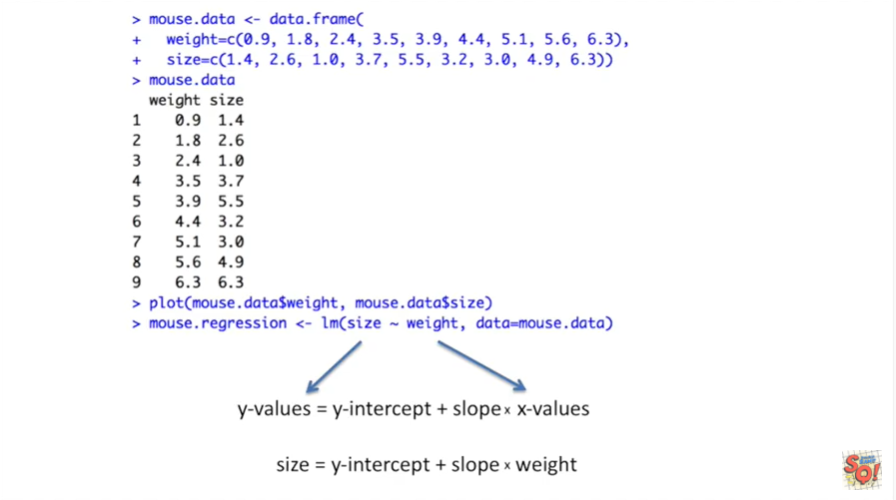 > mouse.data <- data.frame(
+ weight=c(0.9, 1.8, 2.4, 3.5, 3.9, 4.4, 5.1, 5.6, 6.3),
+ size=c(1.4, 2.6, 1.0, 3.7, 5.5, 3.2, 3.0, 4.9, 6.3))
> mouse.data
weight size
1 0.9 1.4
2 1.8 2.6
3 2.4 1.0
4 3.5 3.7
5 3.9 5.5
6 4.4 3.2
7 5.1 3.0
8 5.6 4.9
9 6.3 6.3
> plot(mouse.data$weight, mouse.data$size)
> mouse.regression <- lm(size ~ weight, data=mouse.data)
y-values = y-intercept + slope × x-values
size = y-intercept + slope × weight
SQ!